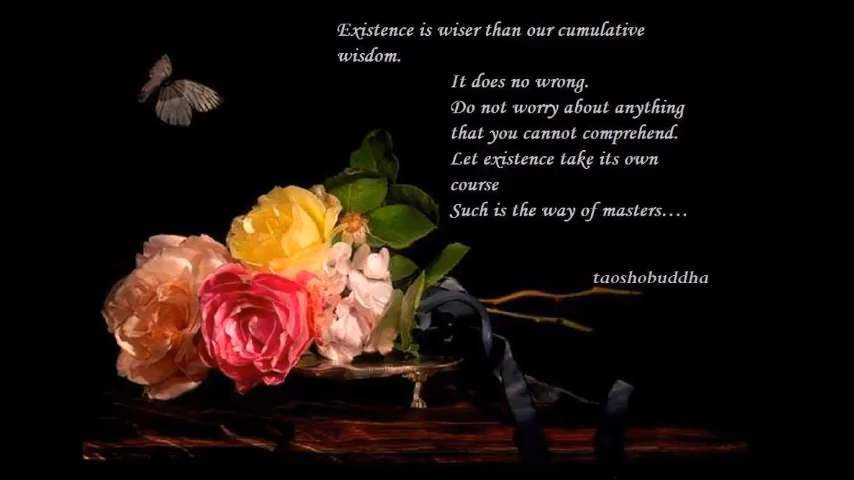 Existence is wiser than our cumulative
wisdom.
It does no wrong.
Do not worry about anything
that you cannot comprehend.
Let existence take its own
course
Such is the way of masters....
taoshobuddha